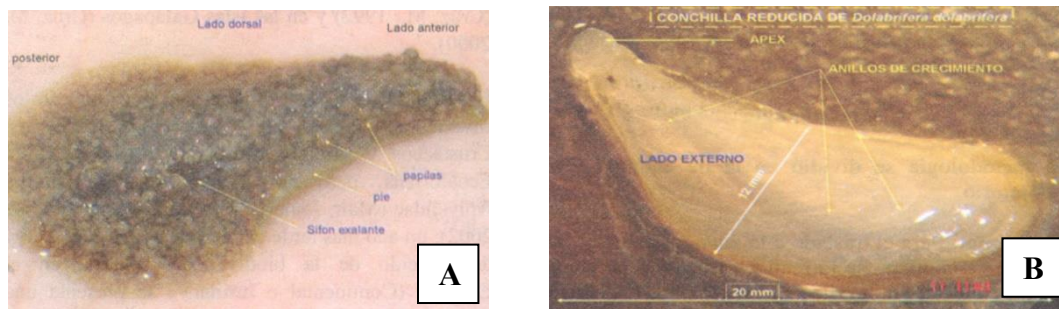 Lado dorsal
Lado anterior
posterior
papilas
pie
Sifon exalante
A
CONCHILLA REDUCIDA DE Dolabrifera dolabrifera
APEX
ANILLOS DE CRECIMIENTO
LADO EXTERNO
12 mm
20 mm
B